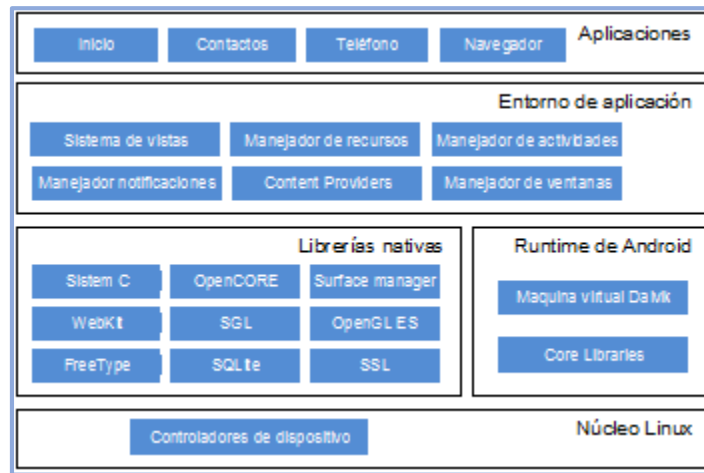 Aplicaciones
Inicio Contactos Teléfono Navegador
Entorno de aplicación
Sistema de vistas Manejador de recursos Manejador de actividades
Manejador notificaciones Content Providers Manejador de ventanas
Librerías nativas
Sistem C OpenCORE Surface manager
WebKit SGL OpenGL ES
FreeType SQLite SSL
Runtime de Android
Maquina virtual Dalvik
Core Libraries
Núcleo Linux
Controladores de dispositivo